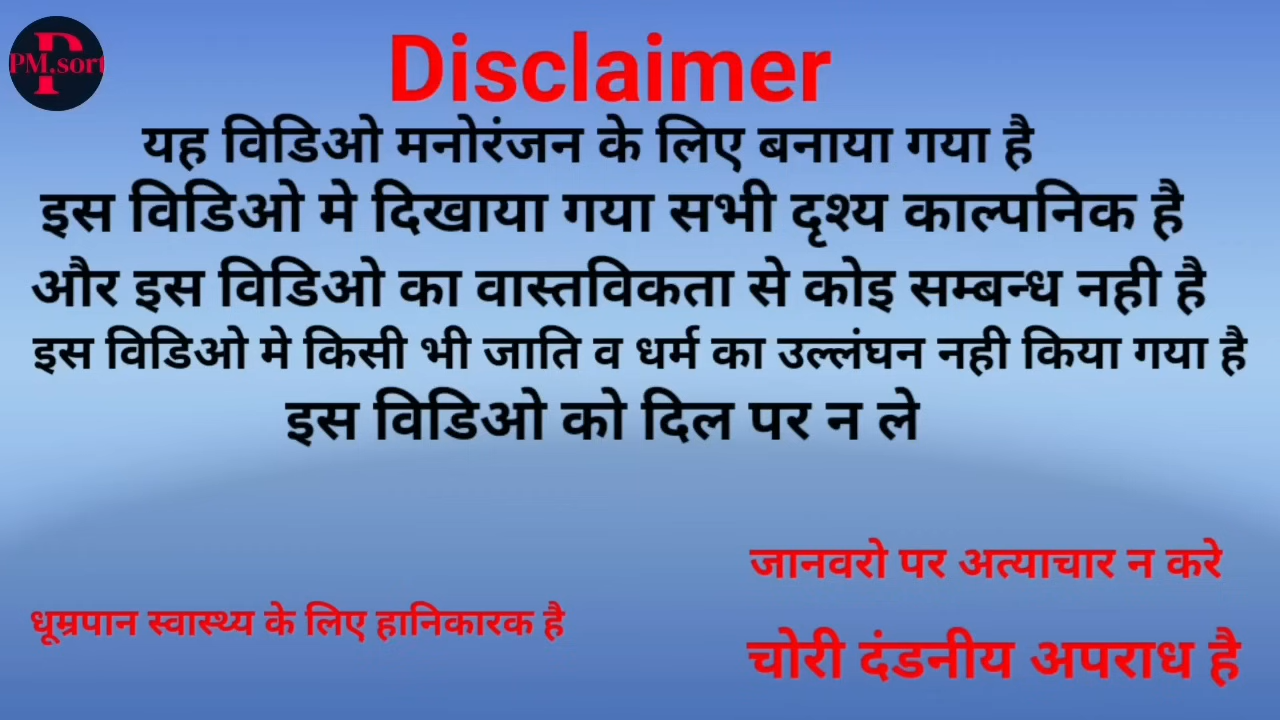 PM.sort
Disclaimer
यह विडिओ मनोरंजन के लिए बनाया गया है
इस विडिओ मे दिखाया गया सभी दृश्य काल्पनिक है
और इस विडिओ का वास्तविकता से कोइ सम्बन्ध नही है
इस विडिओ मे किसी भी जाति व धर्म का उल्लंघन नही किया गया है
इस विडिओ को दिल पर न ले
जानवरो पर अत्याचार न करे
धूम्रपान स्वास्थ्य के लिए हानिकारक है
चोरी दंडनीय अपराध है